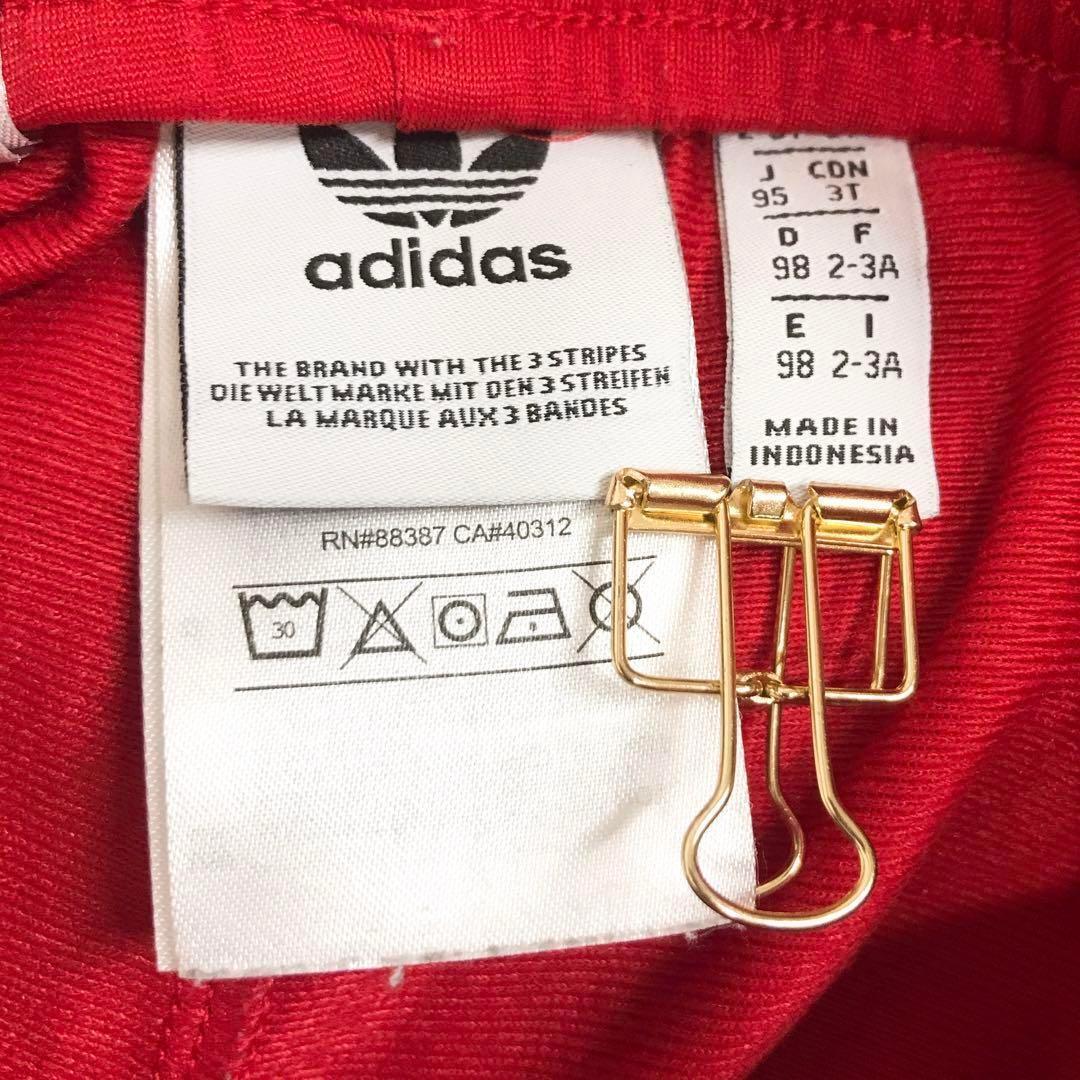 adidas
THE BRAND WITH THE 3 STRIPES
DIE WELTMARKE MIT DEN 3 STREIFEN
LA MARQUE AUX 3 BANDES
RN#88387 CA#40312
30
J CDN
95 3T
D F
98 2-3A
E I
98 2-3A
MADE IN
INDONESIA